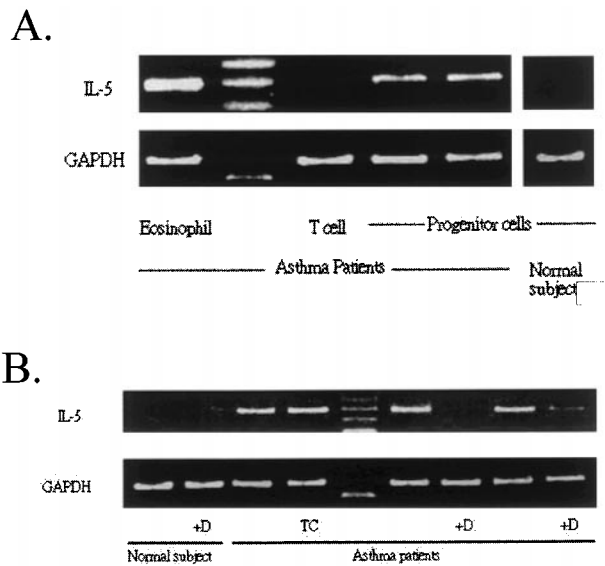 A.
IL-5
GAPDH
Eosinophil T cell Progenitor cells
Asthma Patients Normal
subject
B.
IL-5
GAPDH
+D TC +D +D
Normal subject Asthma patients